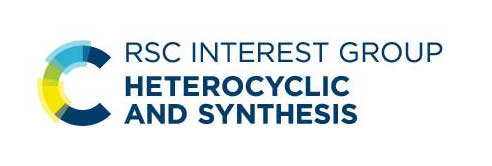 RSC INTEREST GROUP
HETEROCYCLIC
AND SYNTHESIS